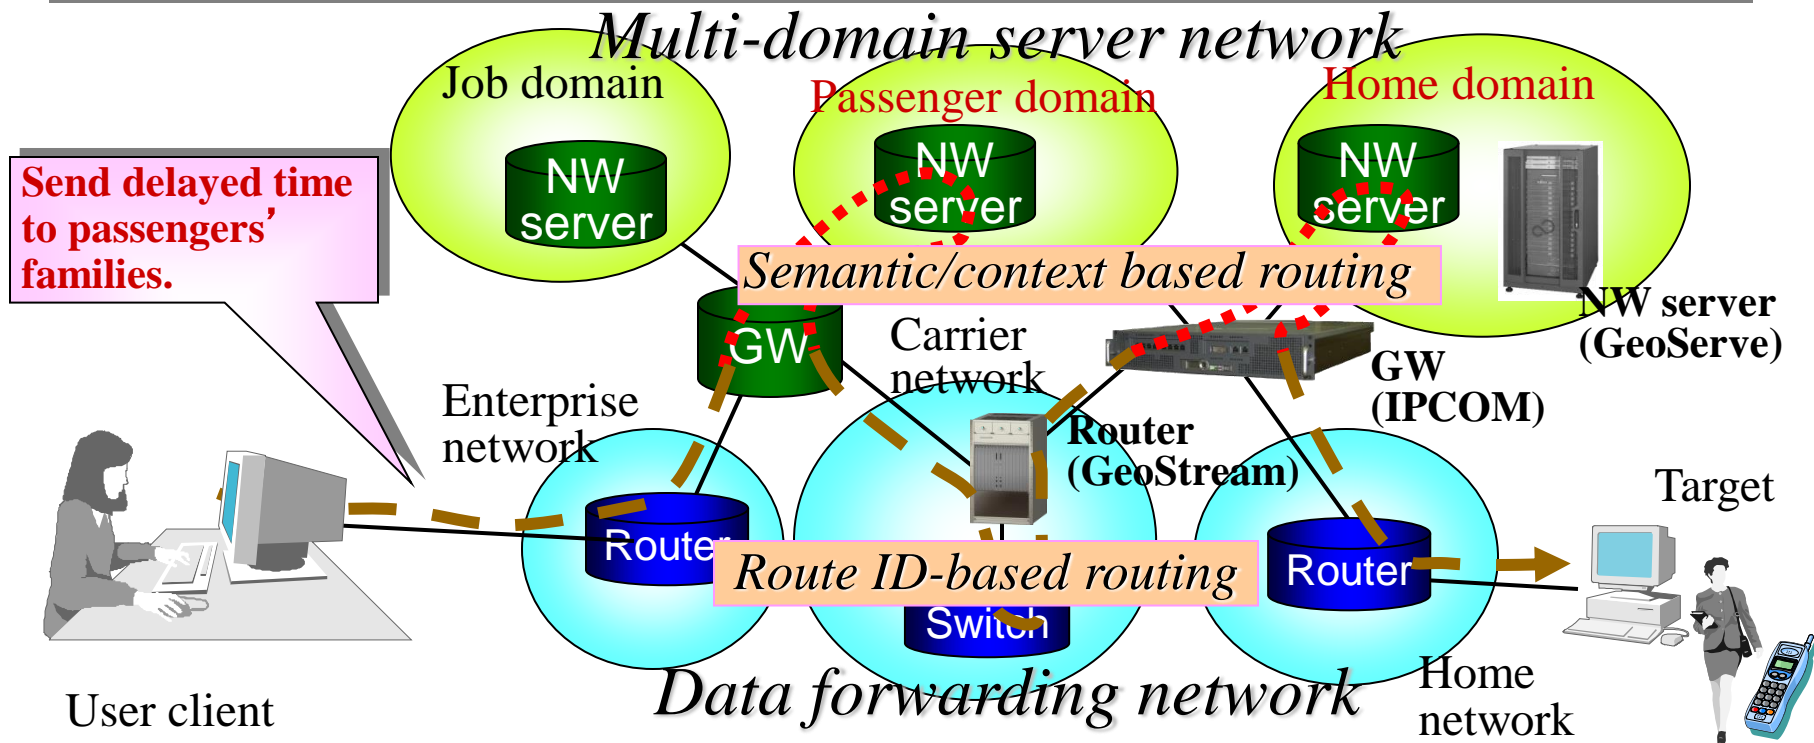 Multi-domain server network
Job domain
Passenger domain
Home domain
NW
server
NW
server
NW
server
Send delayed time
to passengers’
families.
Semantic/context based routing
NW server
(GeoServe)
GW
Carrier
network
GW
(IPCOM)
Enterprise
network
Router
(GeoStream)
Target
Router
Route ID-based routing
Router
Switch
Data forwarding network
Home
network
User client